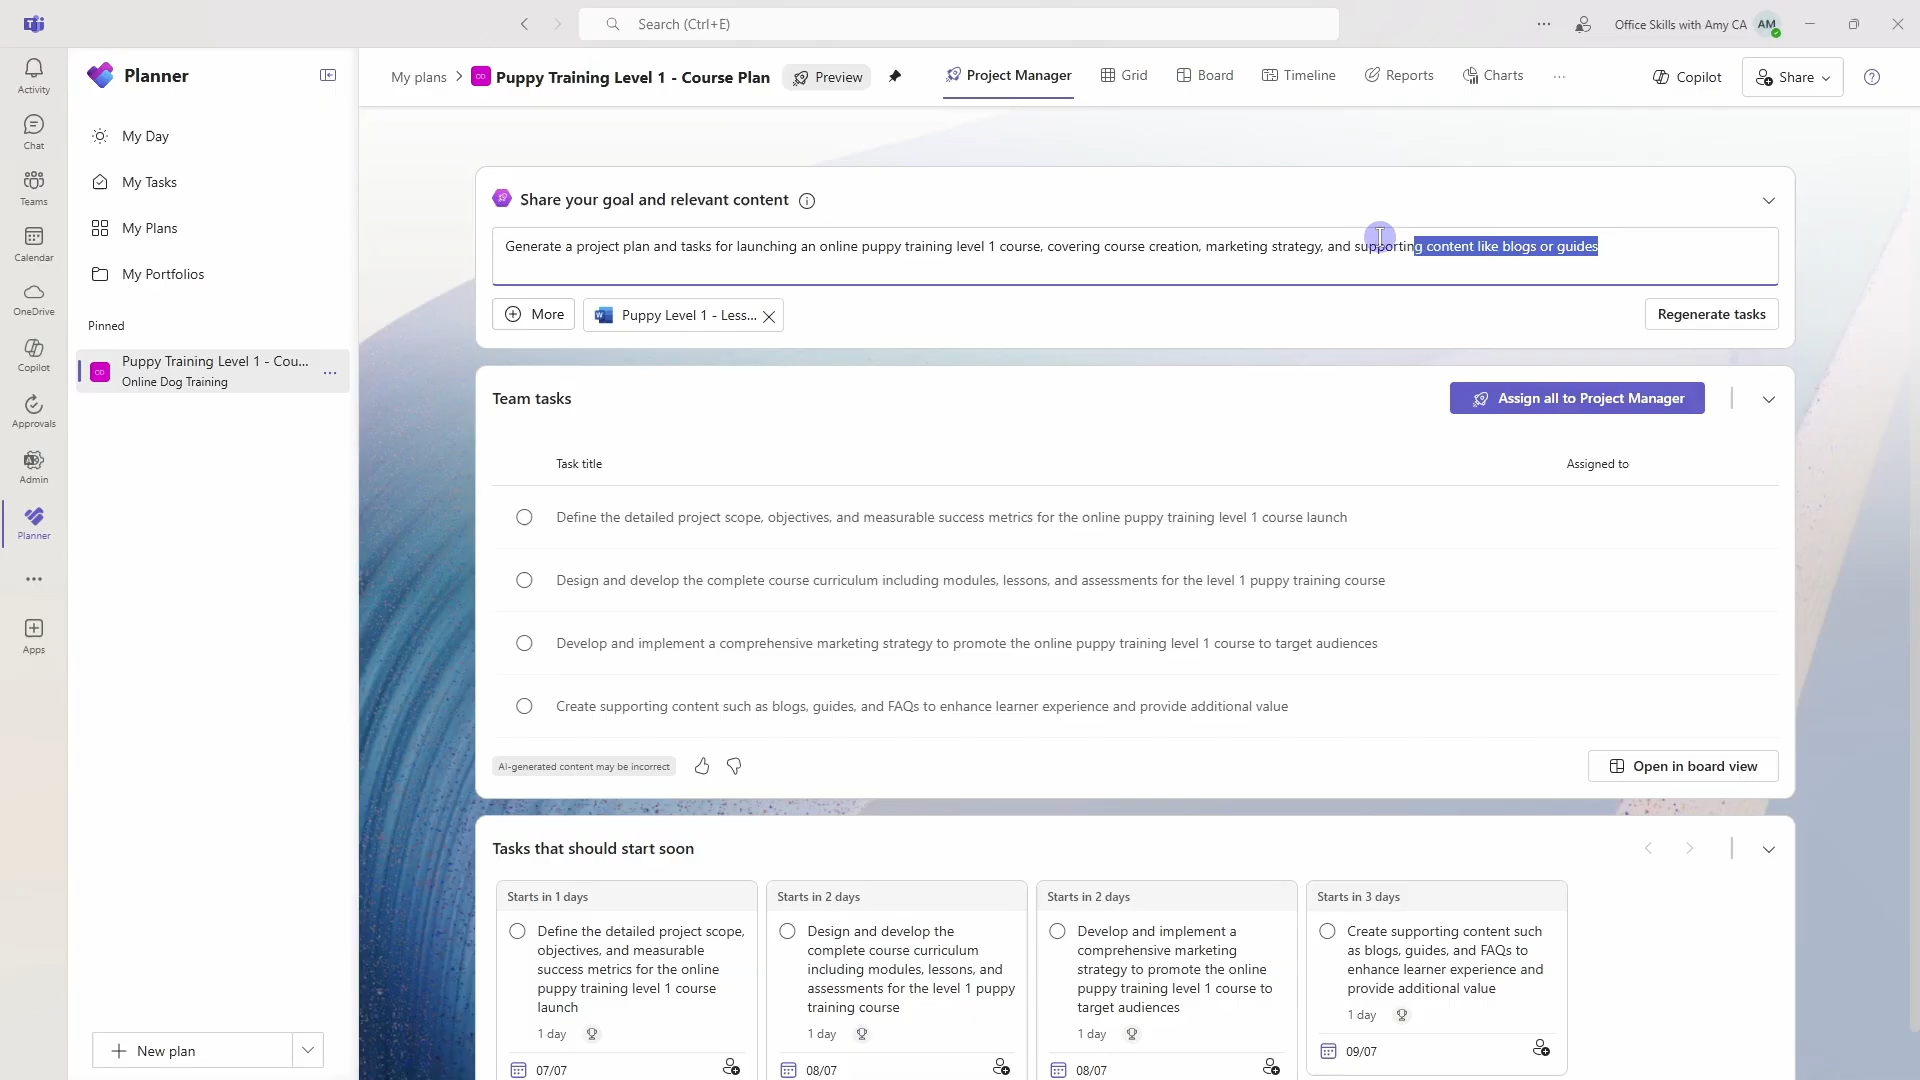 Search (Ctrl+E)
Office Skills with Amy CA
AM
Activity
Chat
Teams
Calendar
OneDrive
Copilot
Approvals
Admin
Planner
Apps
Planner
My Day
My Tasks
My Plans
My Portfolios
Pinned
Puppy Training Level 1 - Cou...
Online Dog Training
New plan
My plans
Puppy Training Level 1 - Course Plan
Preview
Project Manager
Grid
Board
Timeline
Reports
Charts
Copilot
Share
Share your goal and relevant content
Generate a project plan and tasks for launching an online puppy training level 1 course, covering course creation, marketing strategy, and supporting content like blogs or guides
More
Puppy Level 1 - Less...
Regenerate tasks
Team tasks
Assign all to Project Manager
Task title
Assigned to
Define the detailed project scope, objectives, and measurable success metrics for the online puppy training level 1 course launch
Design and develop the complete course curriculum including modules, lessons, and assessments for the level 1 puppy training course
Develop and implement a comprehensive marketing strategy to promote the online puppy training level 1 course to target audiences
Create supporting content such as blogs, guides, and FAQs to enhance learner experience and provide additional value
AI-generated content may be incorrect
Open in board view
Tasks that should start soon
Starts in 1 days
Define the detailed project scope,
objectives, and measurable
success metrics for the online
puppy training level 1 course
launch
1 day
07/07
Starts in 2 days
Design and develop the
complete course curriculum
including modules, lessons, and
assessments for the level 1 puppy
training course
1 day
08/07
Starts in 2 days
Develop and implement a
comprehensive marketing
strategy to promote the online
puppy training level 1 course to
target audiences
1 day
08/07
Starts in 3 days
Create supporting content such
as blogs, guides, and FAQs to
enhance learner experience and
provide additional value
1 day
09/07